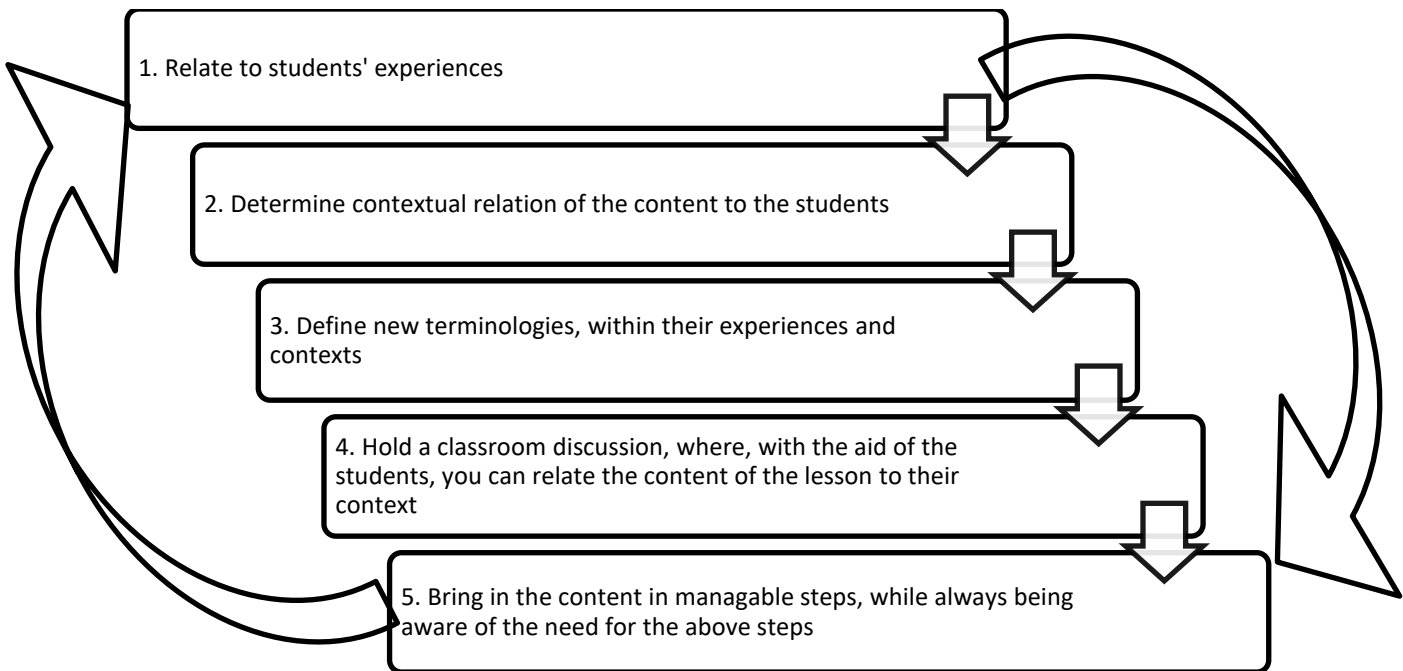 1. Relate to students' experiences
2. Determine contextual relation of the content to the students
3. Define new terminologies, within their experiences and
contexts
4. Hold a classroom discussion, where, with the aid of the
students, you can relate the content of the lesson to their
context
5. Bring in the content in managable steps, while always being
aware of the need for the above steps